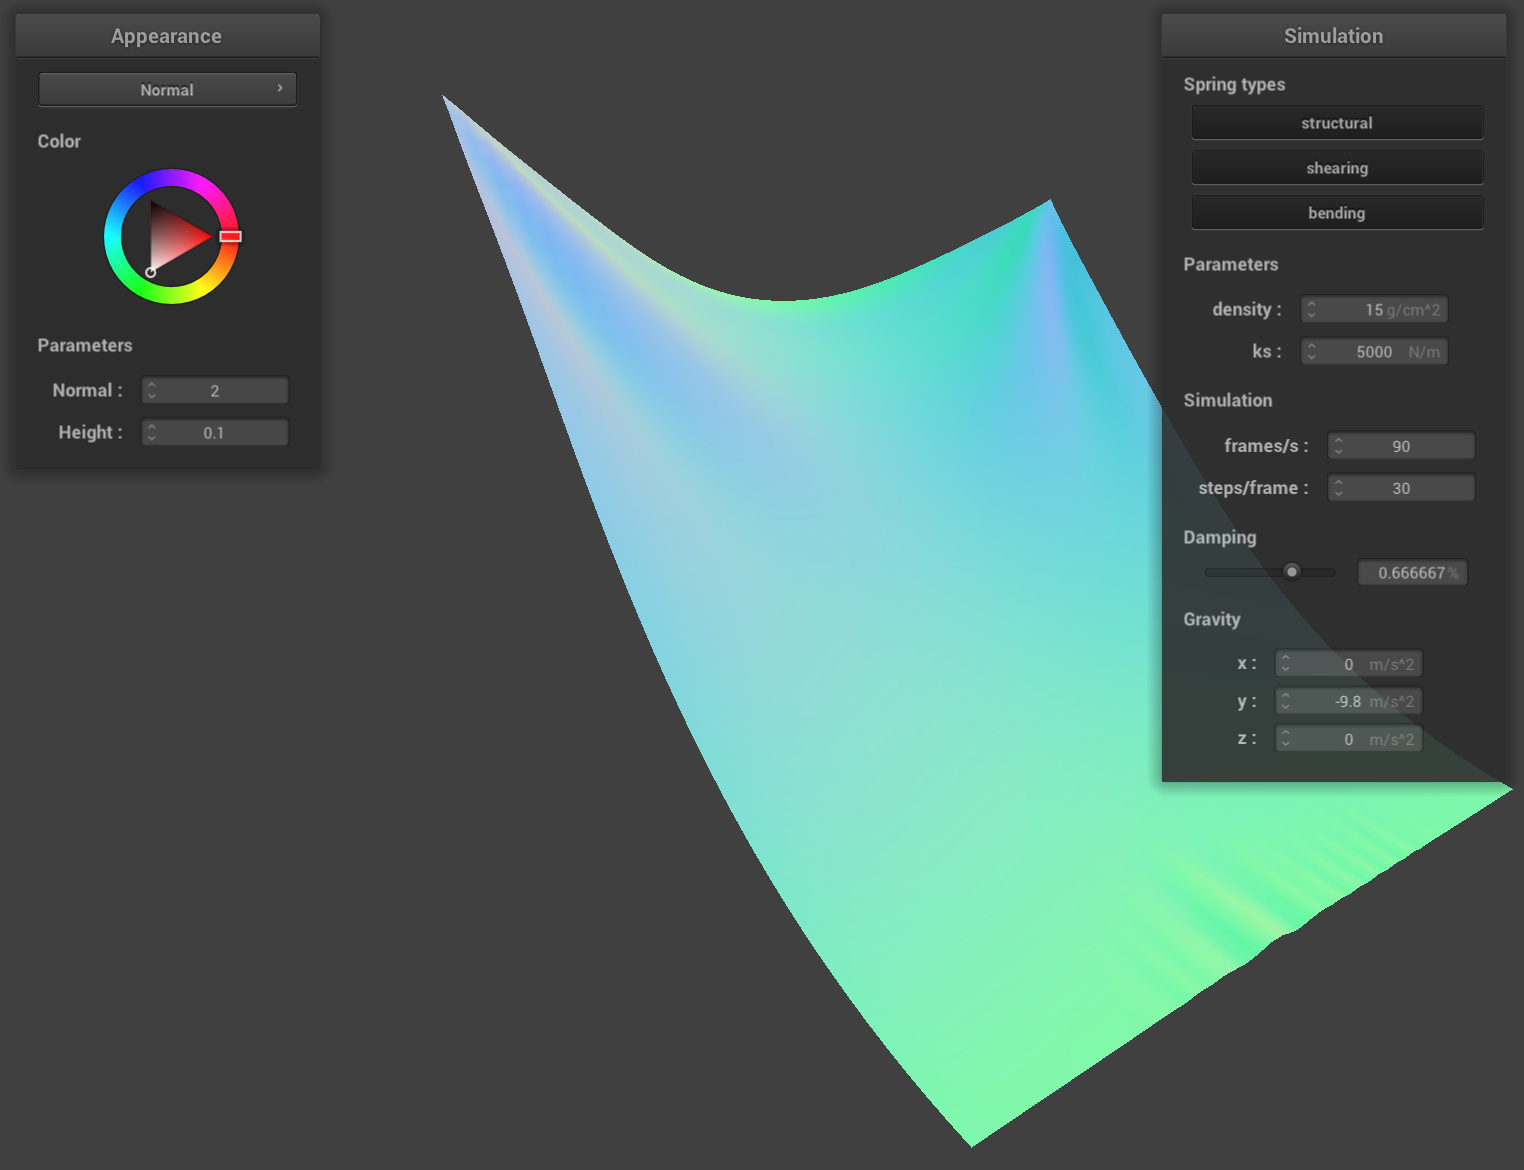 Appearance
Normal
Color
Parameters
Normal : 2
Height : 0.1
Simulation
Spring types
structural
shearing
bending
Parameters
density : 15 g/cm^2
ks : 5000 N/m
Simulation
frames/s : 90
steps/frame : 30
Damping
0.666667 %
Gravity
x : 0 m/s^2
y : -9.8 m/s^2
z : 0 m/s^2